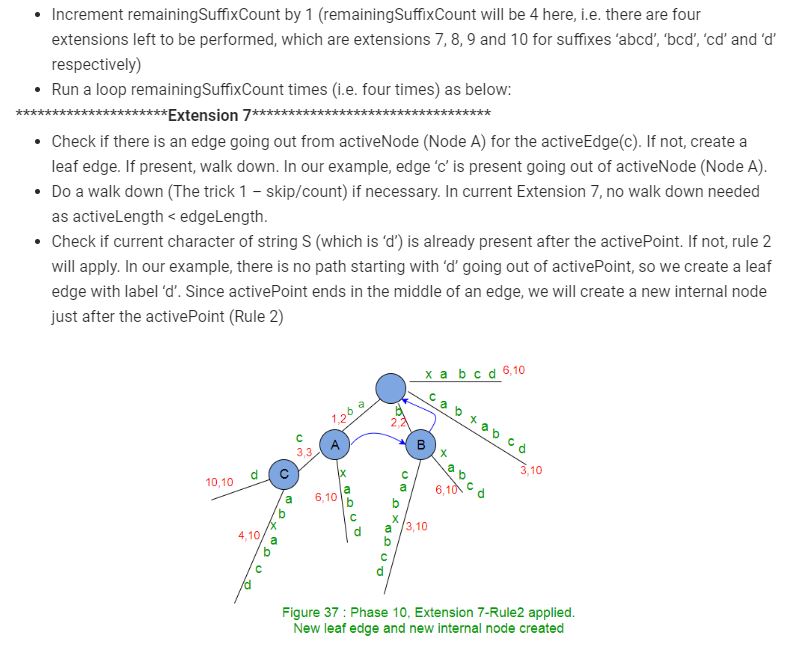 • Increment remainingSuffixCount by 1 (remainingSuffixCount will be 4 here, i.e. there are four
extensions left to be performed, which are extensions 7, 8, 9 and 10 for suffixes ‘abcd’, ‘bcd’, ‘cd’ and ‘d’
respectively)
• Run a loop remainingSuffixCount times (i.e. four times) as below:
*********************Extension 7*********************************
• Check if there is an edge going out from activeNode (Node A) for the activeEdge(c). If not, create a
leaf edge. If present, walk down. In our example, edge ‘c’ is present going out of activeNode (Node A).
• Do a walk down (The trick 1 – skip/count) if necessary. In current Extension 7, no walk down needed
as activeLength < edgeLength.
• Check if current character of string S (which is ‘d’) is already present after the activePoint. If not, rule 2
will apply. In our example, there is no path starting with ‘d’ going out of activePoint, so we create a leaf
edge with label ‘d’. Since activePoint ends in the middle of an edge, we will create a new internal node
just after the activePoint (Rule 2)
x a b c d 6,10
a b 1,2
b 2,2
c a b x a b c d 3,10
A
B
c 3,3
C
d 10,10
a b x a b c d 4,10
x a b c d 6,10
c a b x a b c d 3,10
x a b c d 6,10
Figure 37 : Phase 10, Extension 7-Rule2 applied.
New leaf edge and new internal node created